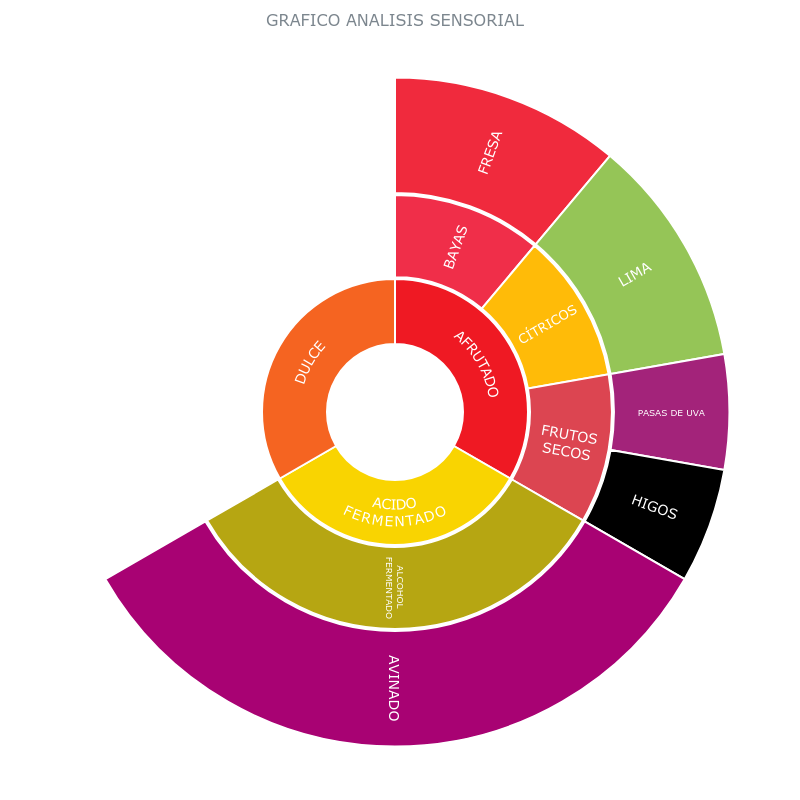 GRAFICO ANALISIS SENSORIAL
FRESA
BAYAS
LIMA
CÍTRICOS
AFRUTADO
DULCE
PASAS DE UVA
FRUTOS
SECOS
HIGOS
ACIDO
FERMENTADO
ALCOHOL
FERMENTADO
AVINADO